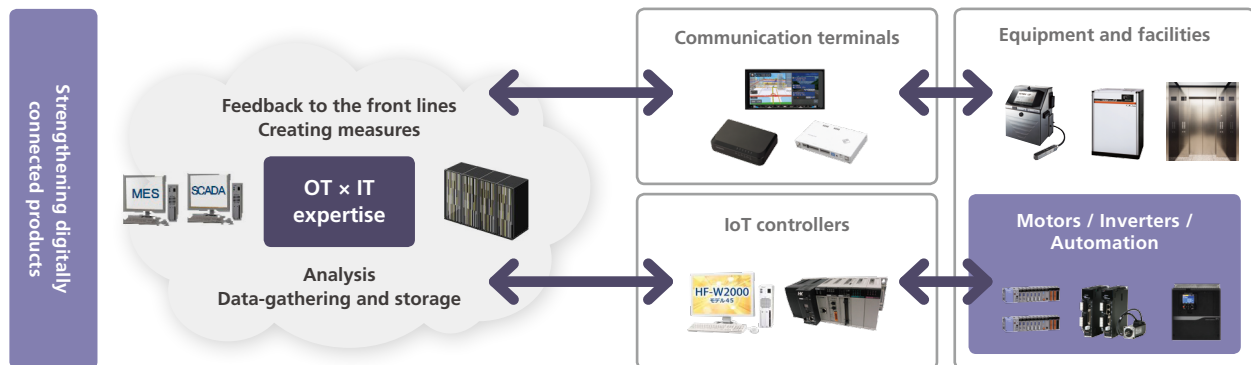 Strengthening digitally
connected products
Feedback to the front lines
Creating measures
MES
SCADA
OT × IT
expertise
Analysis
Data-gathering and storage
Communication terminals
IoT controllers
HF-W2000
モデル45
Equipment and facilities
Motors / Inverters /
Automation